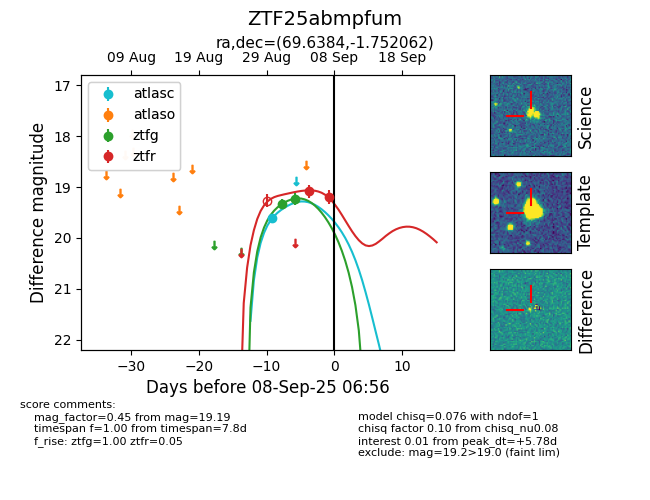 ZTF25abmpfum
ra,dec=(69.6384,-1.752062)
09 Aug 19 Aug 29 Aug 08 Sep 18 Sep
17
18
19
20
21
22
Difference magnitude
atlasc
atlaso
ztfg
ztfr
−30 −20 −10 0 10
Days before 08-Sep-25 06:56
Science
Template
Difference
score comments:
mag_factor=0.45 from mag=19.19
timespan f=1.00 from timespan=7.8d
f_rise: ztfg=1.00 ztfr=0.05
model chisq=0.076 with ndof=1
chisq factor 0.10 from chisq_nu0.08
interest 0.01 from peak_dt=+5.78d
exclude: mag=19.2>19.0 (faint lim)